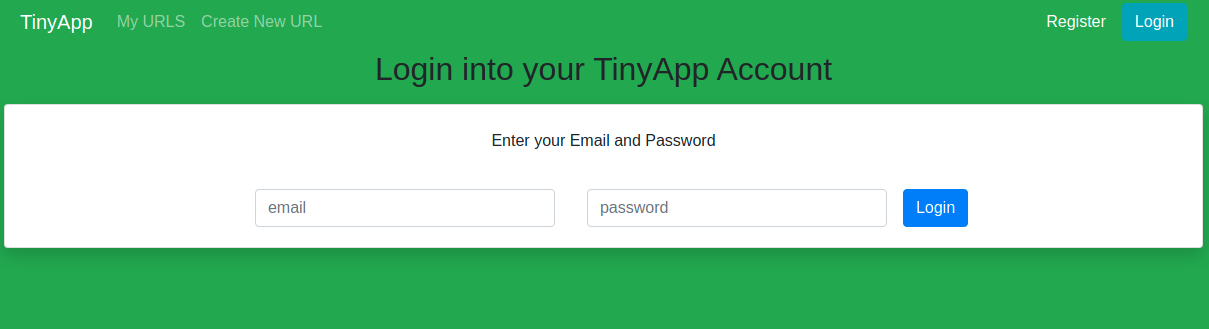 TinyApp My URLS Create New URL Register Login
Login into your TinyApp Account
Enter your Email and Password
email password Login